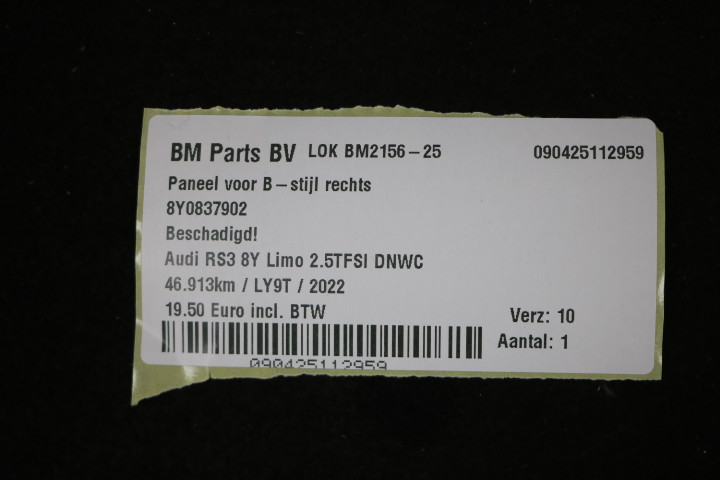 BM Parts BV LOK BM2156-25 090425112959
Paneel voor B-stijl rechts
8Y0837902
Beschadigd!
Audi RS3 8Y Limo 2.5TFSI DNWC
46.913km / LY9T / 2022
19.50 Euro incl. BTW
Verz: 10
Aantal: 1
090425112959